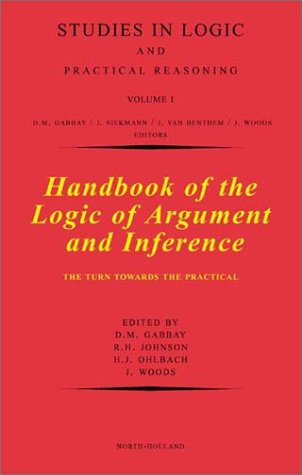 STUDIES IN LOGIC
AND
PRACTICAL REASONING
VOLUME 1
D.M. GABBAY / J. SIEKMANN / J. VAN BENTHEM / J. WOODS
EDITORS
Handbook of the
Logic of Argument
and Inference
THE TURN TOWARDS THE PRACTICAL
EDITED BY
D.M. GABBAY
R.H. JOHNSON
H.J. OHLBACH
J. WOODS
NORTH-HOLLAND